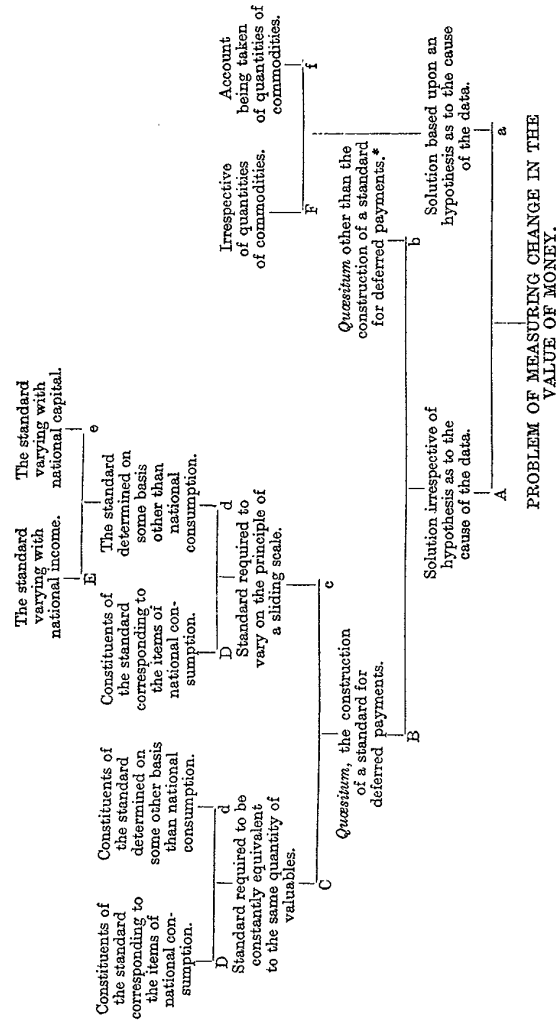 The standard
varying with
national income.
The standard
varying with
national capital.
E
e
Constituents of
the standard
corresponding to
the items of
national con-
sumption.
Constituents of
the standard
determined on
some other basis
than national
consumption.
Constituents of
the standard
corresponding to
the items of
national con-
sumption.
The standard
determined on
some basis
other than
national
consumption.
D
d
D
d
Standard required to be
constantly equivalent
to the same quantity of
valuables.
Standard required to
vary on the principle of
a sliding scale.
Irrespective
of quantities
of commodities.
Account
being taken
of quantities of
commodities.
F
f
C
c
Quæsitum, the construction
of a standard for
deferred payments.
Quæsitum other than the
construction of a standard
for deferred payments.*
B
b
Solution irrespective of
hypothesis as to the
cause of the data.
Solution based upon an
hypothesis as to the cause
of the data.
A
a
PROBLEM OF MEASURING CHANGE IN THE
VALUE OF MONEY.